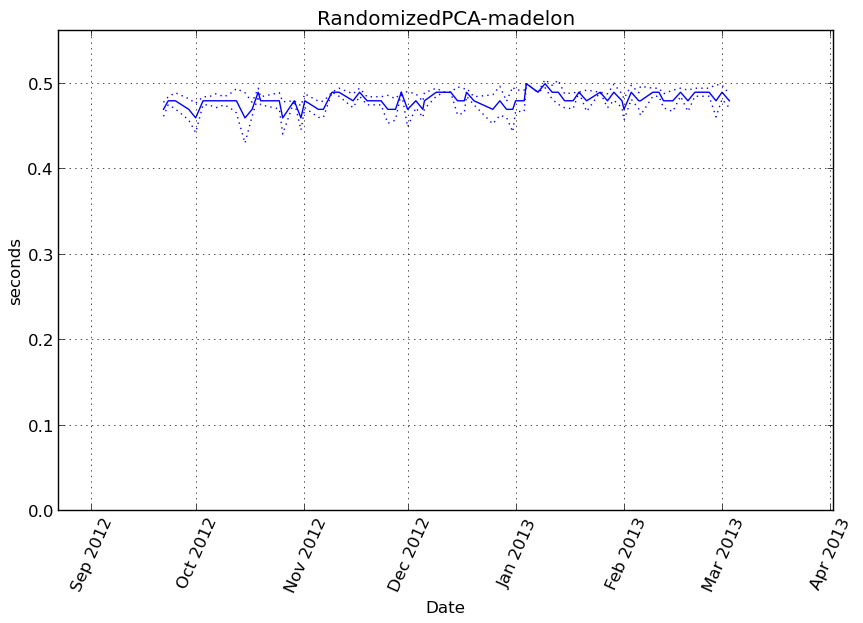 RandomizedPCA-madelon
seconds
0.5
0.4
0.3
0.2
0.1
0.0
Sep 2012
Oct 2012
Nov 2012
Dec 2012
Jan 2013
Feb 2013
Mar 2013
Apr 2013
Date